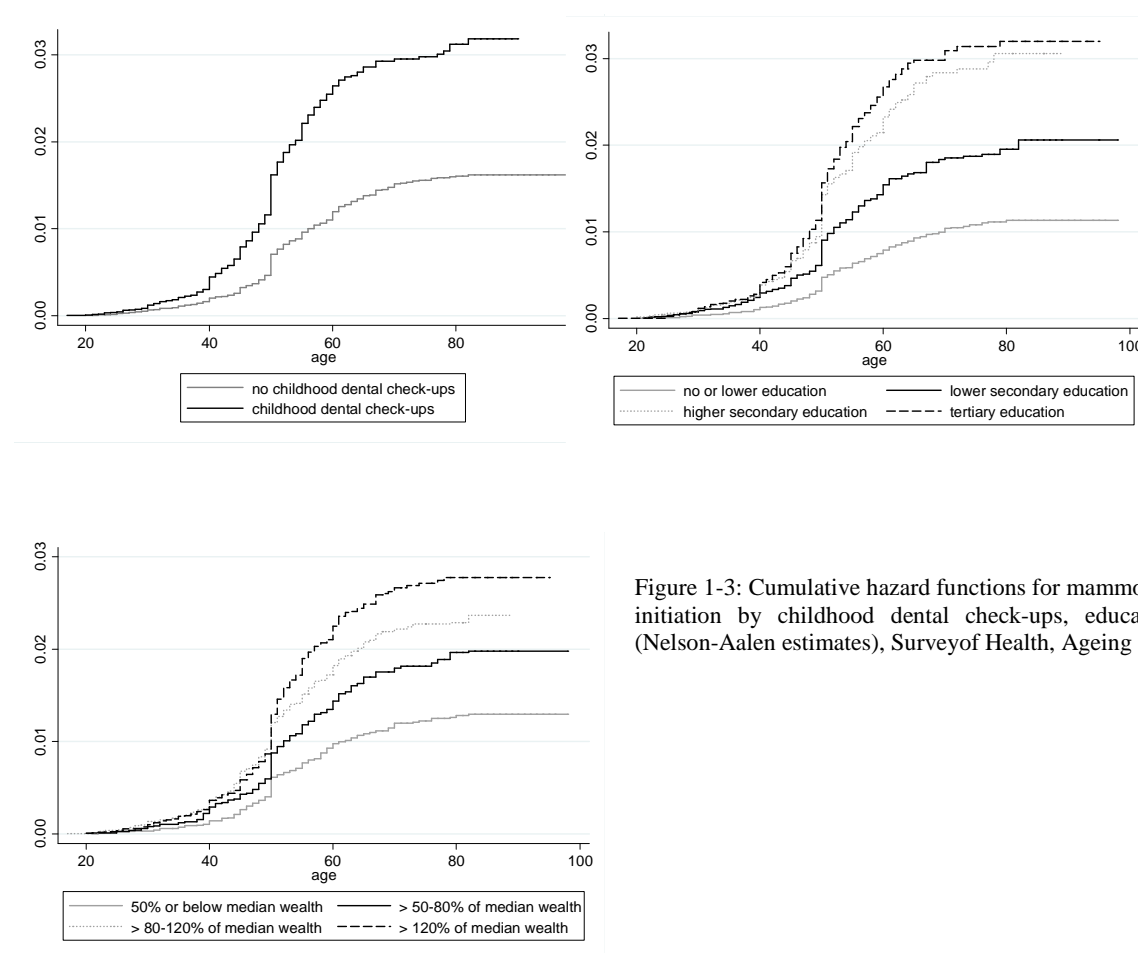 0.03
0.02
0.01
0.00
20 40 60 80
age
no childhood dental check-ups
childhood dental check-ups
0.03
0.02
0.01
0.00
20 40 60 80
age
no or lower education lower secondary education
higher secondary education tertiary education
0.03
0.02
0.01
0.00
20 40 60 80 100
age
50% or below median wealth > 50-80% of median wealth
> 80-120% of median wealth > 120% of median wealth
Figure 1-3: Cumulative hazard functions for
initiation by childhood dental check-ups,
(Nelson-Aalen estimates), Surveyof Health, Ageing